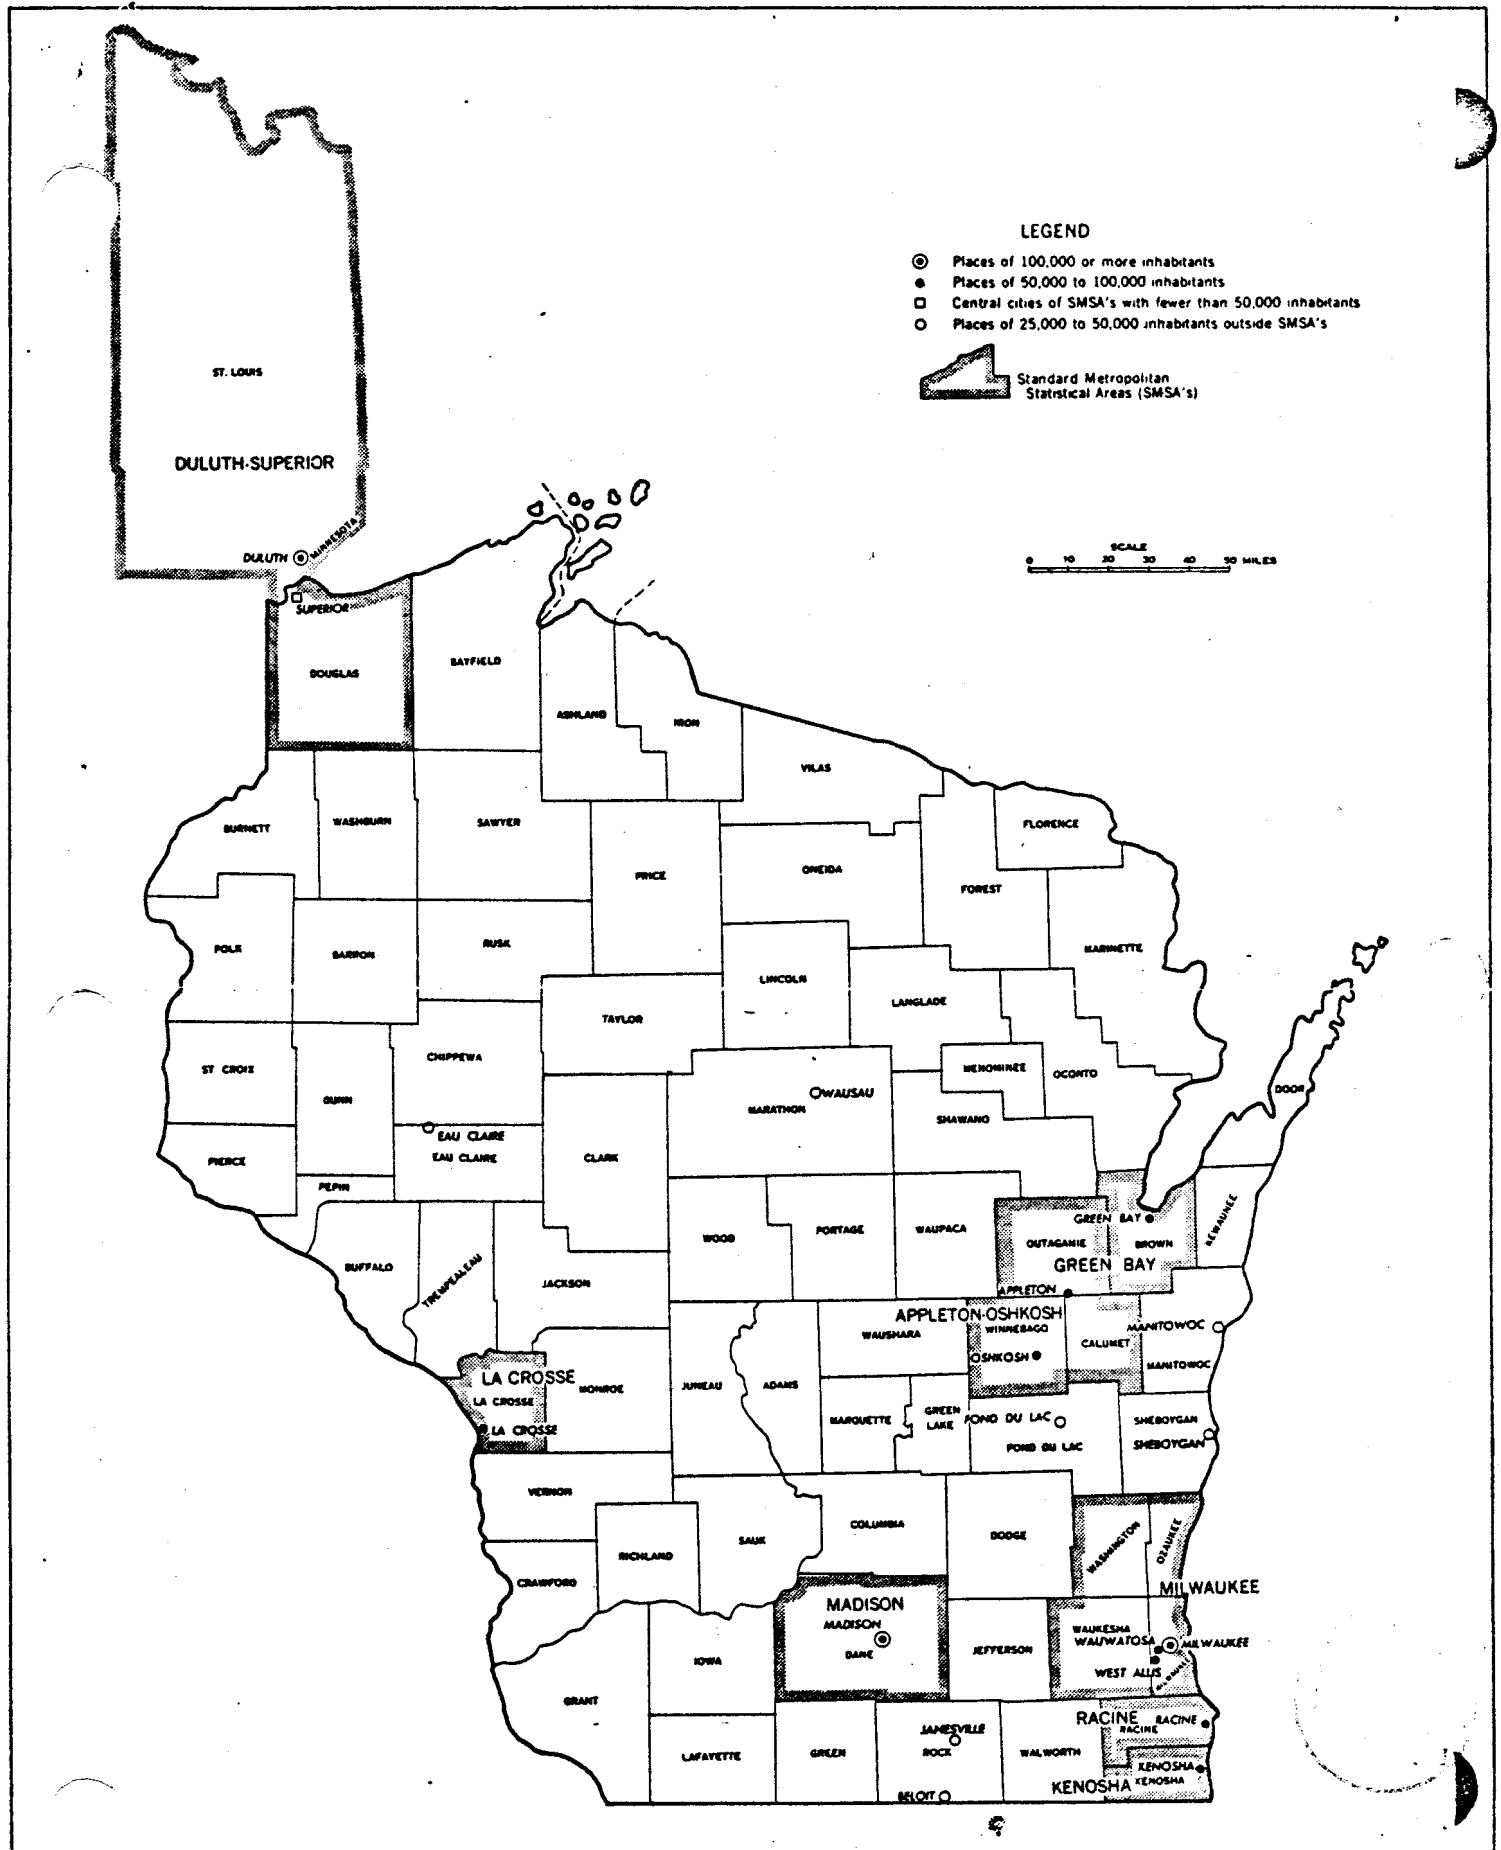 LEGEND
Places of 100,000 or more inhabitants
Places of 50,000 to 100,000 inhabitants
Central cities of SMSA's with fewer than 50,000 inhabitants
Places of 25,000 to 50,000 inhabitants outside SMSA's
Standard Metropolitan
Statistical Areas (SMSA's)
ST. LOUIS
DULUTH-SUPERIOR
MINNESOTA
DULUTH
SCALE
0 10 20 30 40 50 MILES
SUPERIOR
DOUGLAS
BAYFIELD
ASHLAND
IRON
VILAS
BURNETT
WASHBURN
SAWYER
FLORENCE
PRICE
ONEIDA
FOREST
POLK
BARRON
RUSK
MARINETTE
LINCOLN
LANGLADE
TAYLOR
ST CROIX
CHIPPEWA
MENOMINEE
OCONTO
DOOR
DUNN
MARATHON
WAUSAU
SHAWANO
EAU CLAIRE
EAU CLAIRE
CLARK
PIERCE
PEPIN
WOOD
PORTAGE
WAUPACA
GREEN BAY
OUTAGAMIE
BROWN
KEWAUNEE
GREEN BAY
BUFFALO
TREMPEALEAU
JACKSON
APPLETON
APPLETON-OSHKOSH
WAUSHARA
WINNEBAGO
CALUMET
MANITOWOC
OSHKOSH
MANITOWOC
LA CROSSE
LA CROSSE
LA CROSSE
MONROE
JUNEAU
ADAMS
MARQUETTE
GREEN
LAKE
FOND DU LAC
FOND DU LAC
SHEBOYGAN
SHEBOYGAN
VERNON
RICHLAND
SAUK
COLUMBIA
DODGE
WASHINGTON
OZAUKEE
CRAWFORD
MILWAUKEE
MADISON
MADISON
DANE
JEFFERSON
WAUKESHA
WAUWATOSA
MILWAUKEE
WEST ALLIS
MILWAUKEE
IOWA
GRANT
RACINE
RACINE
RACINE
LAFAYETTE
GREEN
JANESVILLE
ROCK
WALWORTH
KENOSHA
KENOSHA
KENOSHA
BELOIT